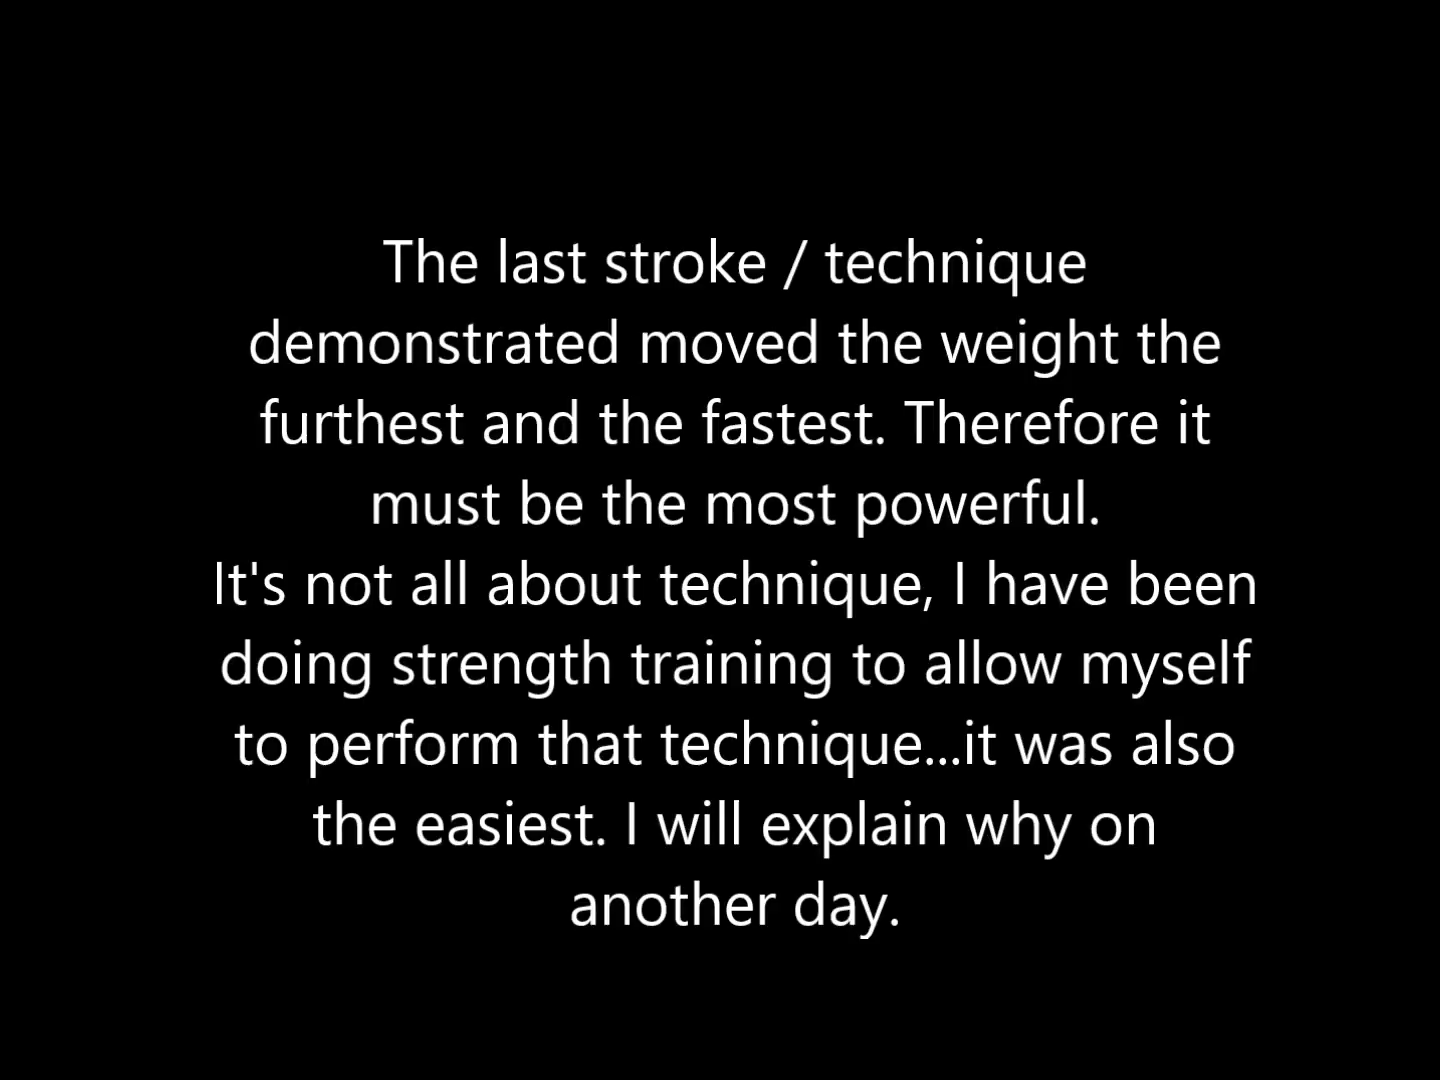 The last stroke / technique
demonstrated moved the weight the
furthest and the fastest. Therefore it
must be the most powerful.
It's not all about technique, I have been
doing strength training to allow myself
to perform that technique...it was also
the easiest. I will explain why on
another day.